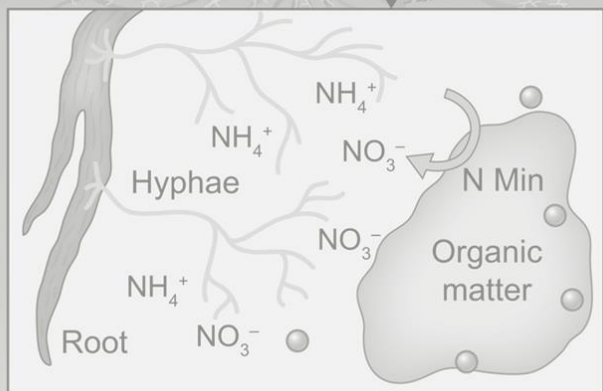 NH₄⁺
NH₄⁺
NO₃⁻
Hyphae
N Min
NO₃⁻
Organic
matter
NH₄⁺
NO₃⁻
Root